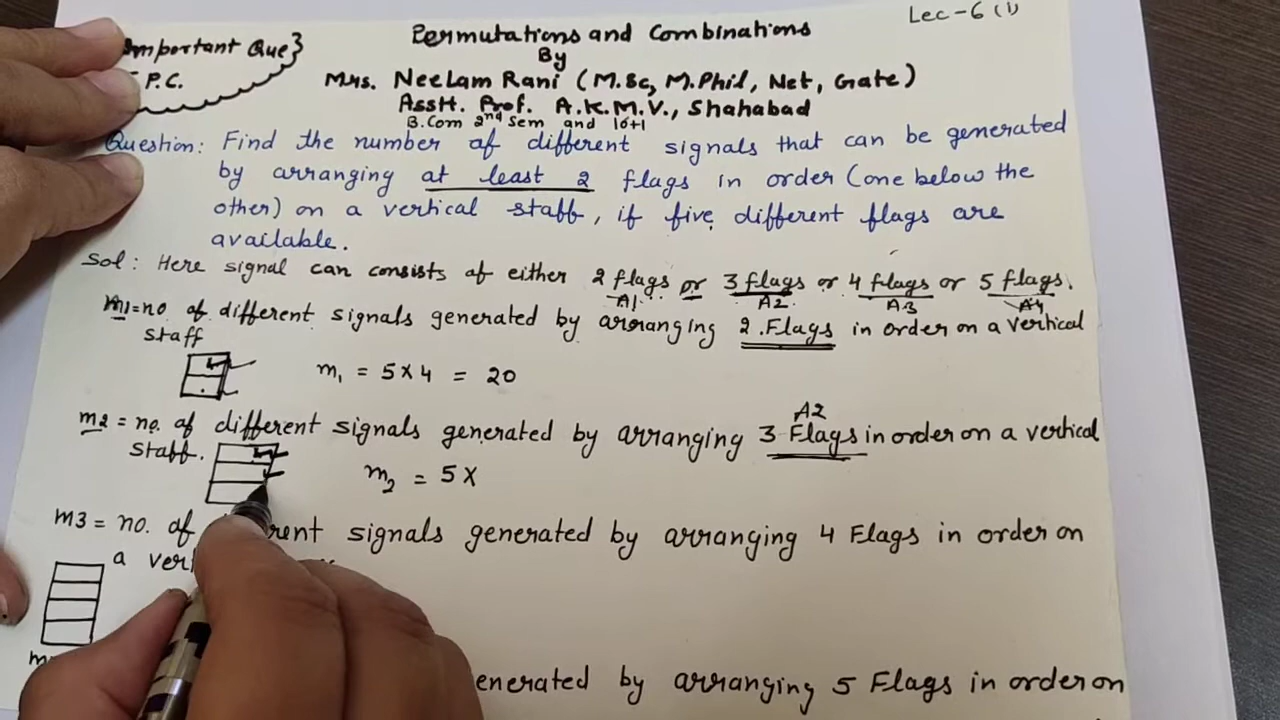 Lec-6 (1)
Important Que}
P.C.
Permutations and Combinations
By
Mrs. Neelam Rani (M.Sc, M.Phil, Net, Gate)
Asstt. Prof. A.K.M.V., Shahabad
B.Com 2nd Sem and 10+1
Question: Find the number of different signals that can be generated
by arranging at least 2 flags in order (one below the
other) on a vertical staff, if five different flags are
available.
Sol: Here signal can consists of either 2 flags or 3 flags or 4 flags or 5 flags.
A1 A2 A3 A4
m1 = no. of different signals generated by arranging 2 Flags in order on a vertical
staff
m1 = 5 × 4 = 20
A2
m2 = no. of different signals generated by arranging 3 Flags in order on a vertical
staff.
m2 = 5 ×
m3 = no. of signals generated by arranging 4 Flags in order on
a
by arranging 5 Flags in order on